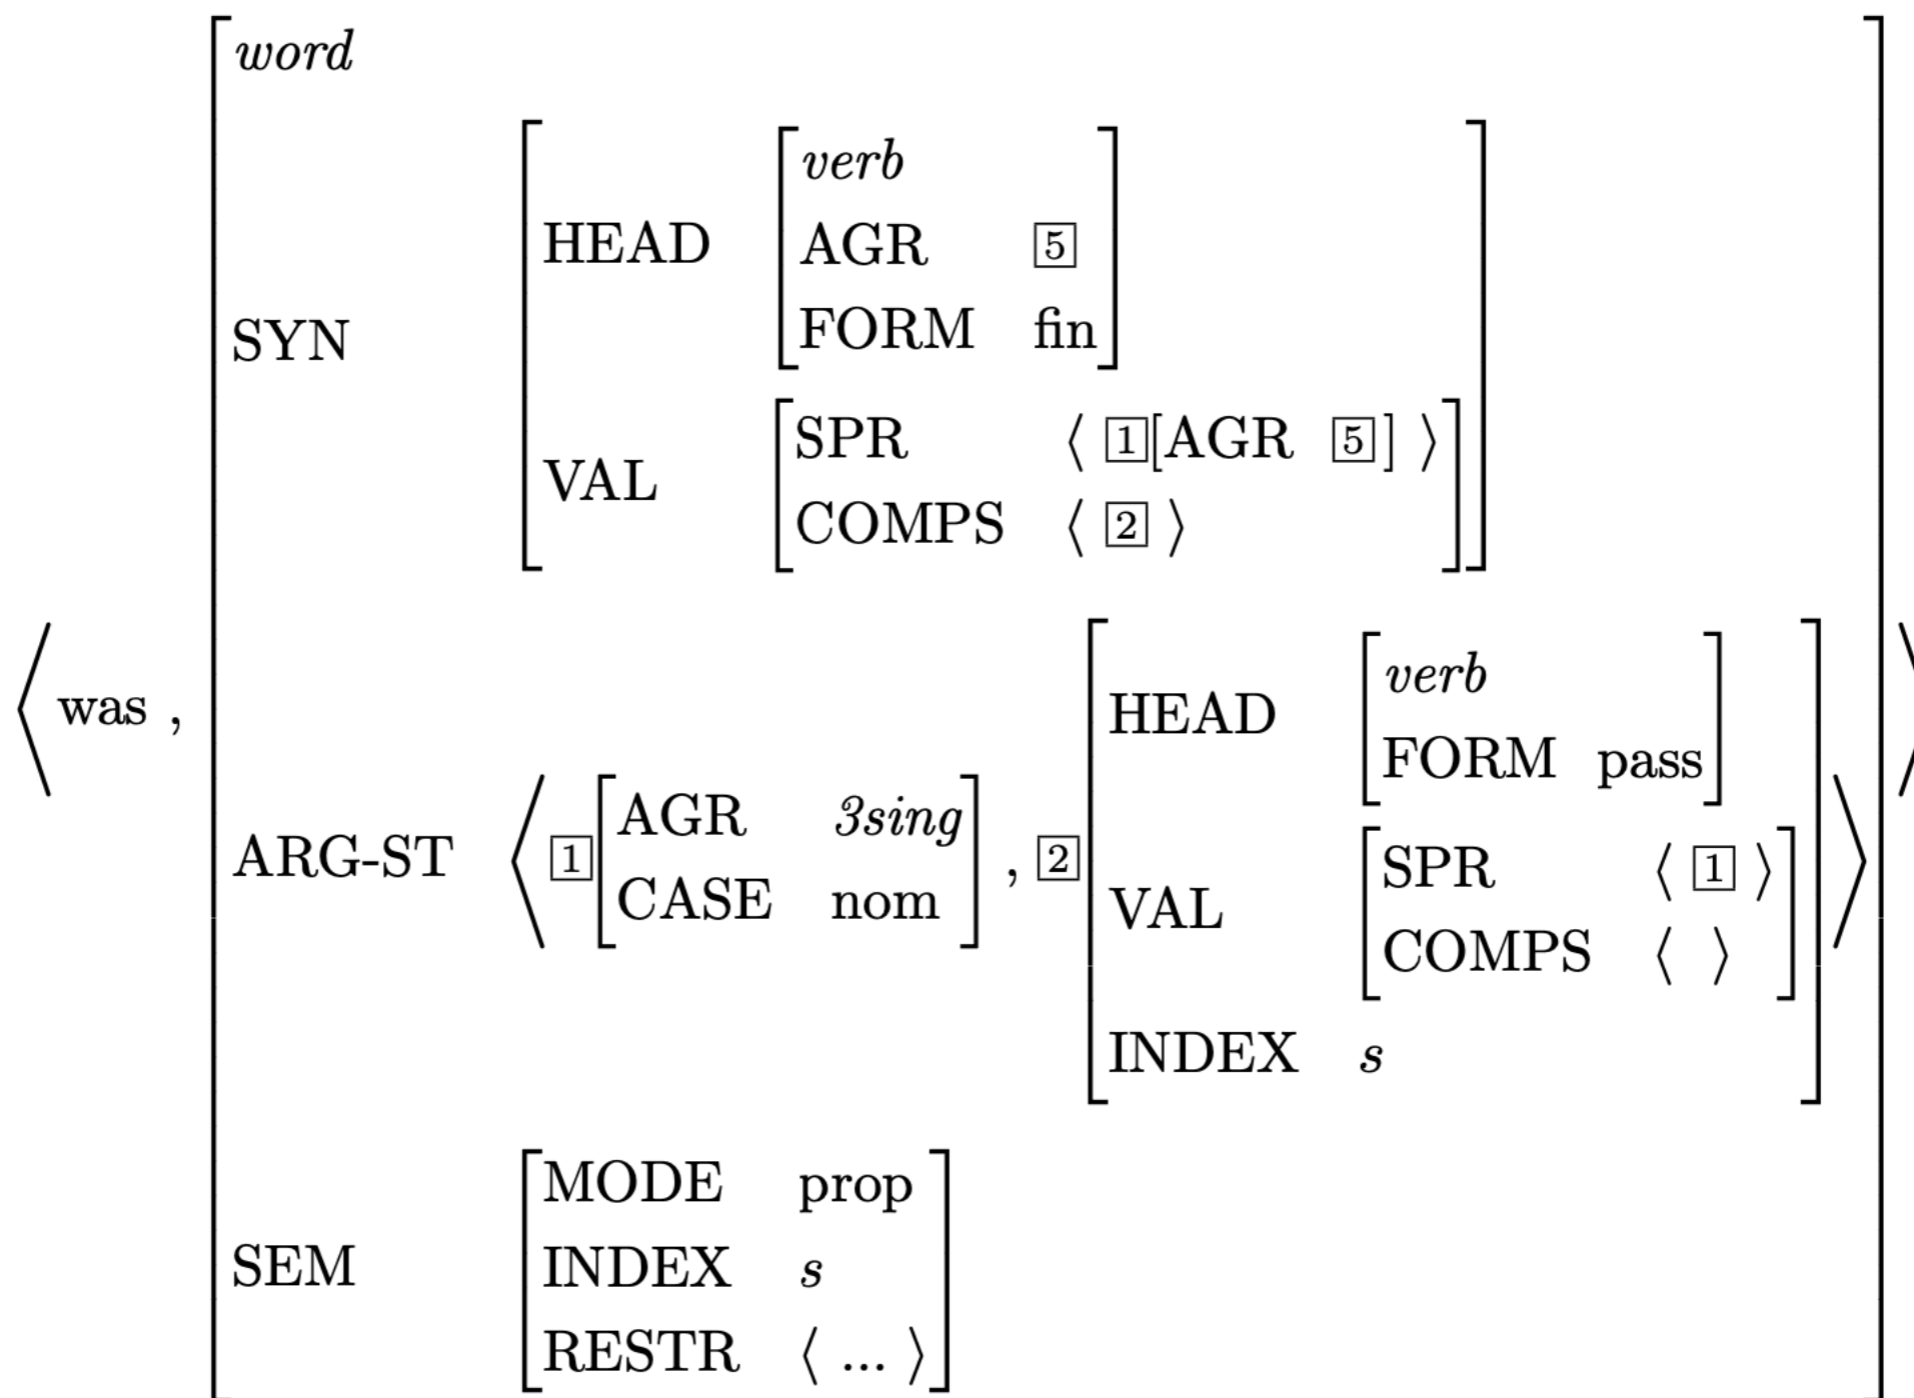 word
verb
HEAD AGR 5
FORM fin
SYN
SPR ⟨ 1[AGR 5] ⟩
VAL
COMPS ⟨ 2 ⟩
⟨ was ,
verb
HEAD
FORM pass
AGR 3sing
ARG-ST ⟨ 1 , 2 ⟩ ⟩
CASE nom
SPR ⟨ 1 ⟩
VAL
COMPS ⟨ ⟩
INDEX s
MODE prop
SEM INDEX s
RESTR ⟨ ... ⟩